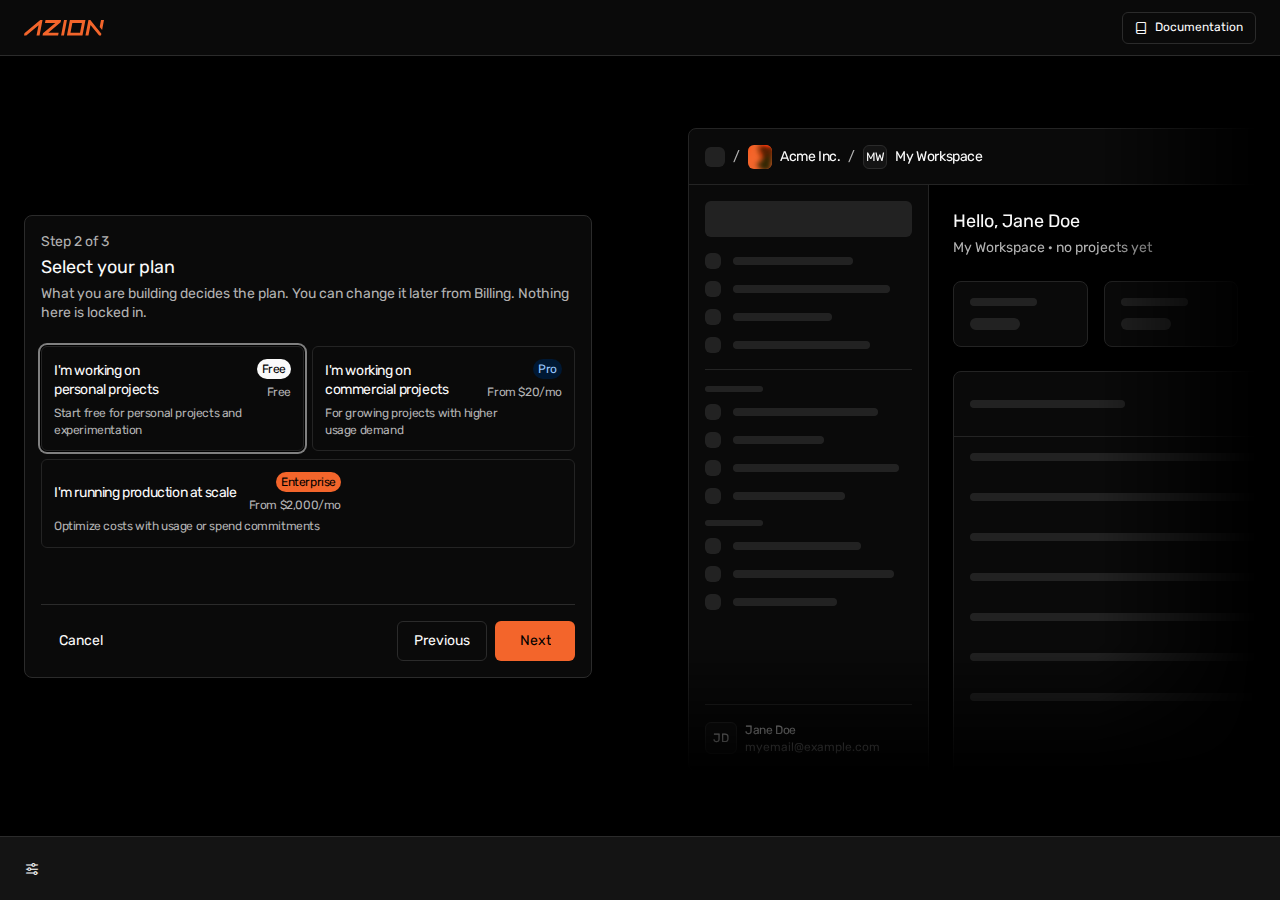 AZION
Documentation
Step 2 of 3
Select your plan
What you are building decides the plan. You can change it later from Billing. Nothing
here is locked in.
I'm working on
personal projects
Free
Free
Start free for personal projects and
experimentation
I'm working on
commercial projects
Pro
From $20/mo
For growing projects with higher
usage demand
I'm running production at scale
Enterprise
From $2,000/mo
Optimize costs with usage or spend commitments
Cancel
Previous
Next
/
Acme Inc.
/
MW
My Workspace
Hello, Jane Doe
My Workspace • no projects yet
JD
Jane Doe
myemail@example.com